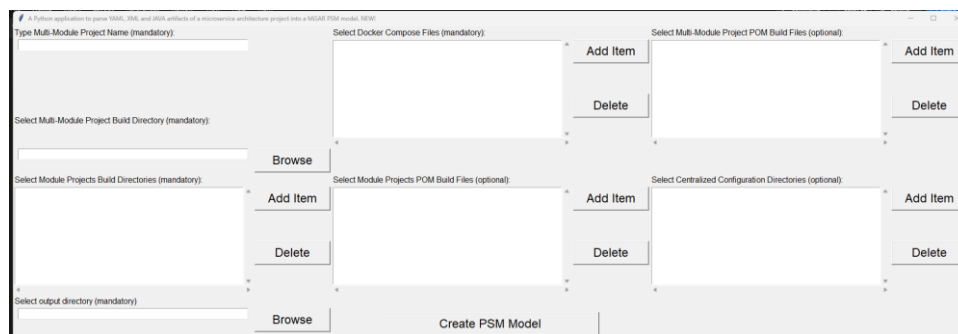 A Python application to parse YAML, XML and JAVA artifacts of a microservice architecture project into a MiSAR PSM model. NEW!
Type Multi-Module Project Name (mandatory):
Select Docker Compose Files (mandatory):
Select Multi-Module Project POM Build Files (optional):
Add Item
Add Item
Delete
Delete
Select Multi-Module Project Build Directory (mandatory):
Browse
Select Module Projects Build Directories (mandatory):
Select Module Projects POM Build Files (optional):
Select Centralized Configuration Directories (optional):
Add Item
Add Item
Add Item
Delete
Delete
Delete
Select output directory (mandatory)
Browse
Create PSM Model